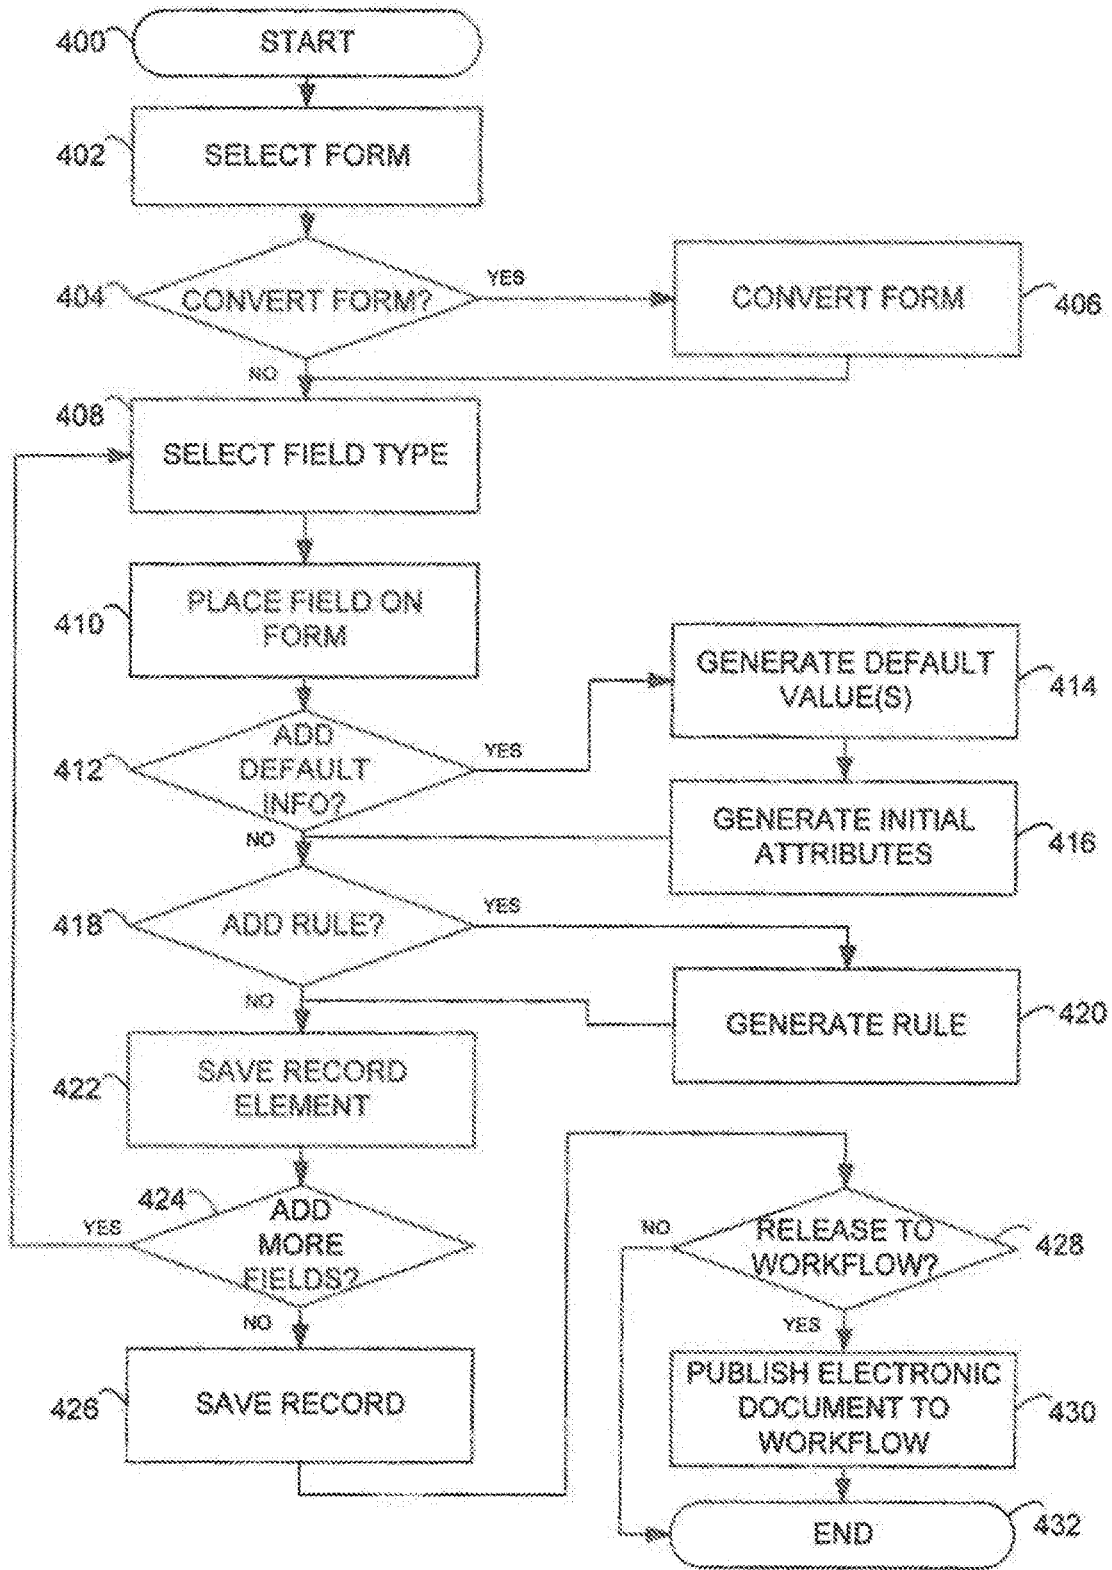 400
START
402
SELECT FORM
404
CONVERT FORM?
YES
CONVERT FORM
406
NO
408
SELECT FIELD TYPE
410
PLACE FIELD ON
FORM
412
ADD
DEFAULT
INFO?
YES
GENERATE DEFAULT
VALUE(S)
414
GENERATE INITIAL
ATTRIBUTES
416
NO
418
ADD RULE?
YES
GENERATE RULE
420
NO
422
SAVE RECORD
ELEMENT
424
ADD
MORE
FIELDS?
YES
NO
426
SAVE RECORD
RELEASE TO
WORKFLOW?
428
NO
YES
PUBLISH ELECTRONIC
DOCUMENT TO
WORKFLOW
430
END
432